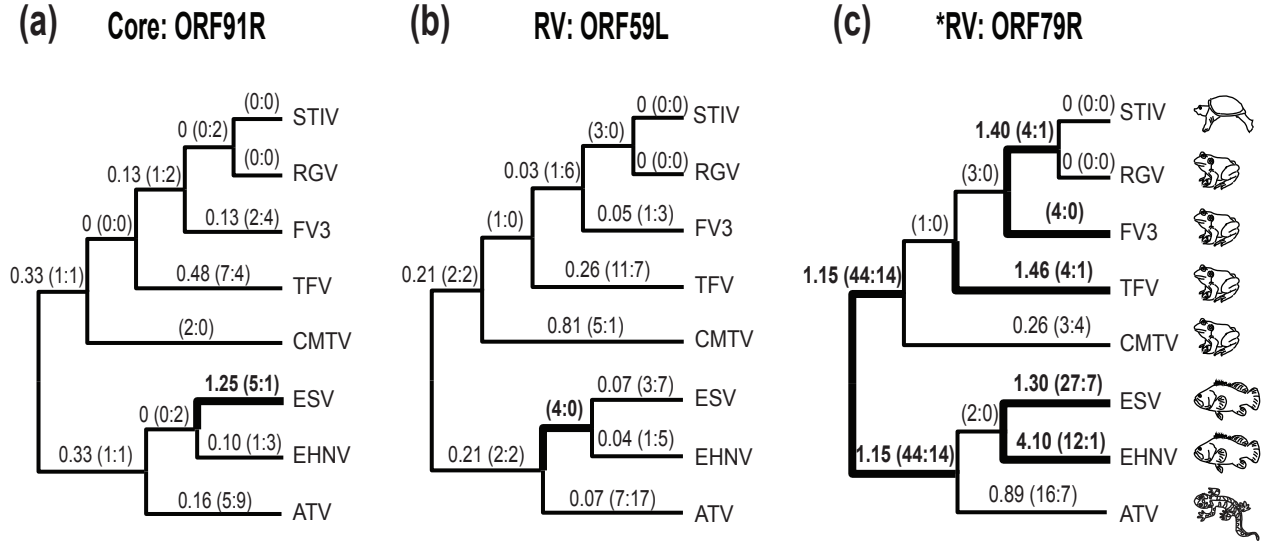 (a) Core: ORF91R
(0:0)
STIV
0 (0:2)
(0:0)
RGV
0.13 (1:2)
0.13 (2:4)
FV3
0 (0:0)
0.48 (7:4)
TFV
0.33 (1:1)
(2:0)
CMTV
1.25 (5:1)
ESV
0 (0:2)
0.10 (1:3)
EHNV
0.33 (1:1)
0.16 (5:9)
ATV
(b) RV: ORF59L
0 (0:0)
STIV
(3:0)
0 (0:0)
RGV
0.03 (1:6)
0.05 (1:3)
FV3
(1:0)
0.26 (11:7)
TFV
0.21 (2:2)
0.81 (5:1)
CMTV
0.07 (3:7)
ESV
(4:0)
0.04 (1:5)
EHNV
0.21 (2:2)
0.07 (7:17)
ATV
(c) *RV: ORF79R
0 (0:0)
STIV
1.40 (4:1)
0 (0:0)
RGV
(3:0)
(4:0)
FV3
(1:0)
1.46 (4:1)
TFV
1.15 (44:14)
0.26 (3:4)
CMTV
1.30 (27:7)
ESV
(2:0)
4.10 (12:1)
EHNV
1.15 (44:14)
0.89 (16:7)
ATV